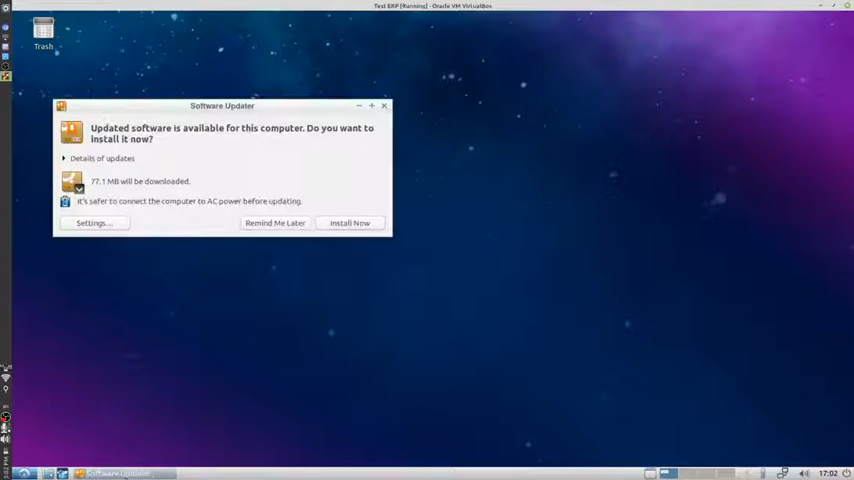 Test ERP [Running] - Oracle VM VirtualBox
Trash
Software Updater
Updated software is available for this computer. Do you want to
install it now?
Details of updates
77.1 MB will be downloaded.
It's safer to connect the computer to AC power before updating.
Settings...
Remind Me Later
Install Now
Software Updater
17:02